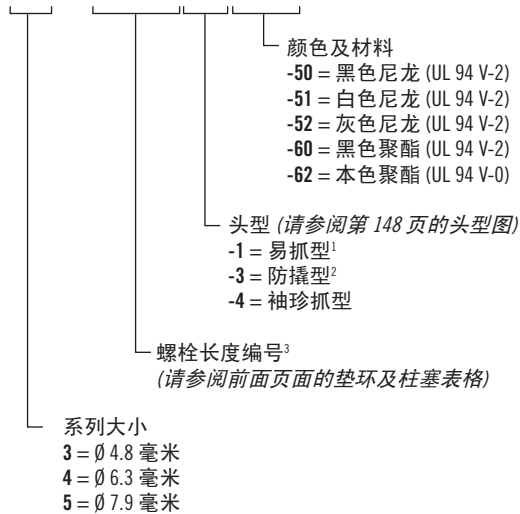 颜色及材料
-50 = 黑色尼龙 (UL 94 V-2)
-51 = 白色尼龙 (UL 94 V-2)
-52 = 灰色尼龙 (UL 94 V-2)
-60 = 黑色聚酯 (UL 94 V-2)
-62 = 本色聚酯 (UL 94 V-0)
头型 (请参阅第 148 页的头型图)
-1 = 易抓型¹
-3 = 防撬型²
-4 = 袖珍抓型
螺栓长度编号³
(请参阅前面页面的垫环及柱塞表格)
系列大小
3 = Ø 4.8 毫米
4 = Ø 6.3 毫米
5 = Ø 7.9 毫米